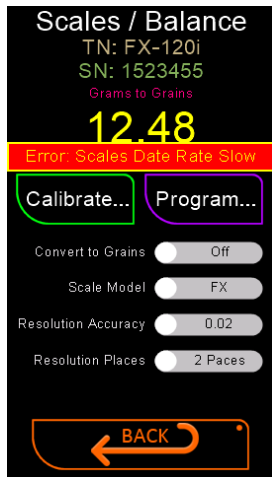 Scales / Balance
TN: FX-120i
SN: 1523455
Grams to Grains
12.48
Error: Scales Date Rate Slow
Calibrate... Program...
Convert to Grains Off
Scale Model FX
Resolution Accuracy 0.02
Resolution Places 2 Paces
BACK